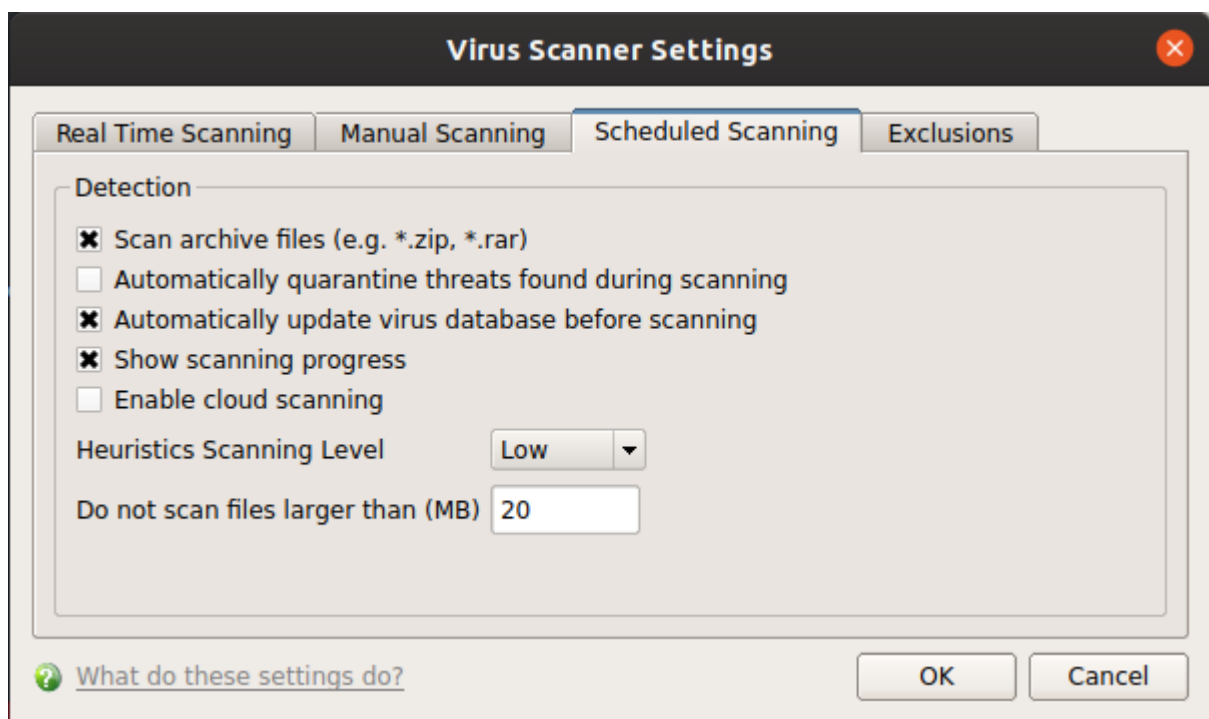 Virus Scanner Settings
Real Time Scanning Manual Scanning Scheduled Scanning Exclusions
Detection
Scan archive files (e.g. *.zip, *.rar)
Automatically quarantine threats found during scanning
Automatically update virus database before scanning
Show scanning progress
Enable cloud scanning
Heuristics Scanning Level Low
Do not scan files larger than (MB) 20
What do these settings do? OK Cancel